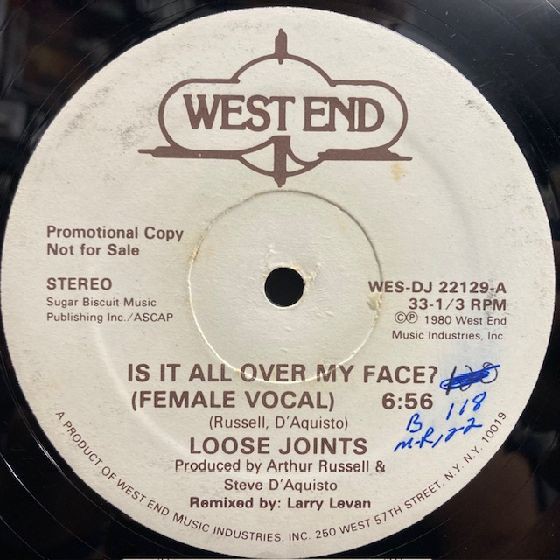 WEST END
Promotional Copy
Not for Sale
STEREO
Sugar Biscuit Music
Publishing Inc./ASCAP
WES-DJ 22129-A
33-1/3 RPM
©℗ 1980 West End
Music Industries, Inc
IS IT ALL OVER MY FACE?
(FEMALE VOCAL) 6:56
B 118
(Russell, D'Aquisto)
LOOSE JOINTS
Produced by Arthur Russell &
Steve D'Aquisto
Remixed by: Larry Levan
A PRODUCT OF WEST END MUSIC INDUSTRIES, INC. 250 WEST 57TH STREET, N.Y. N.Y. 10019